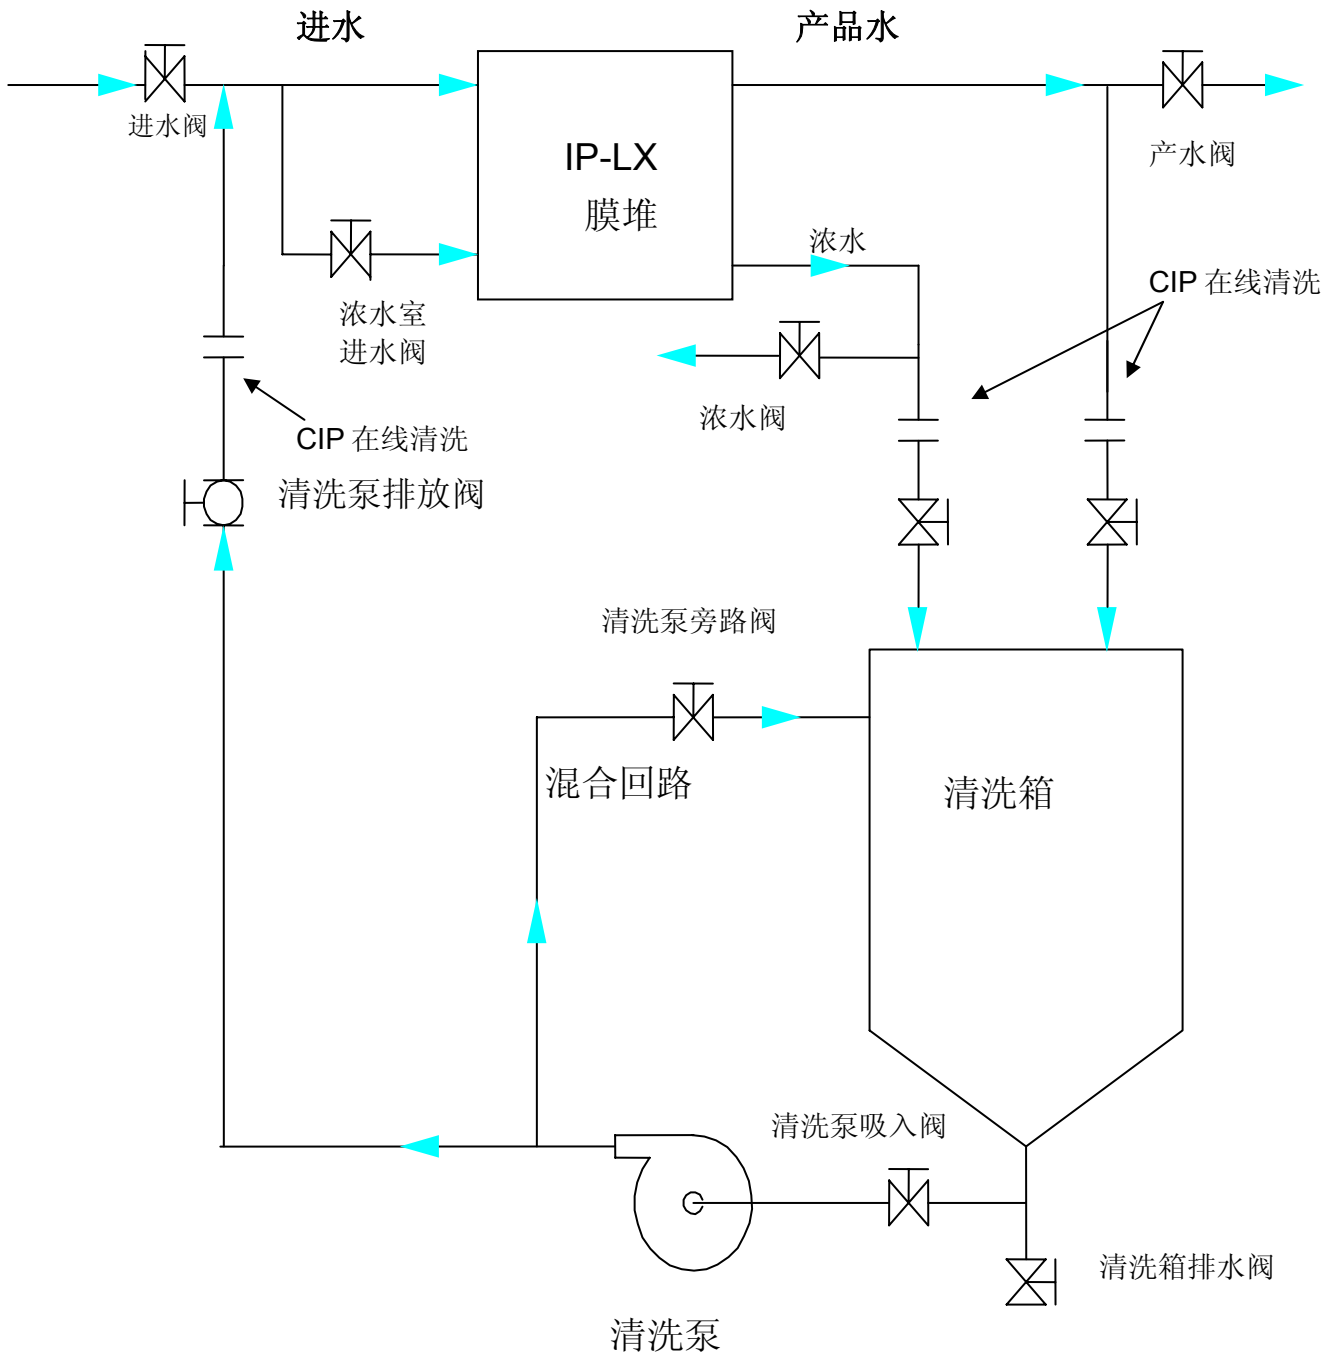 进水
产品水
进水阀
IP-LX
膜堆
产水阀
浓水
CIP 在线清洗
浓水室
进水阀
浓水阀
CIP 在线清洗
清洗泵排放阀
清洗泵旁路阀
混合回路
清洗箱
清洗泵吸入阀
清洗箱排水阀
清洗泵